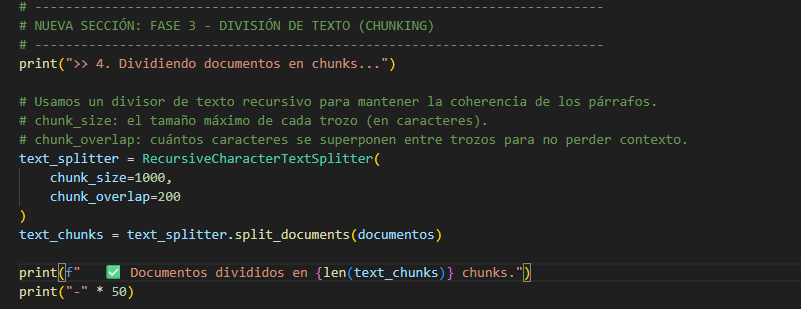 # ------------------------------------------------------------------------
# NUEVA SECCIÓN: FASE 3 - DIVISIÓN DE TEXTO (CHUNKING)
# ------------------------------------------------------------------------
print(">> 4. Dividiendo documentos en chunks...")

# Usamos un divisor de texto recursivo para mantener la coherencia de los párrafos.
# chunk_size: el tamaño máximo de cada trozo (en caracteres).
# chunk_overlap: cuántos caracteres se superponen entre trozos para no perder contexto.
text_splitter = RecursiveCharacterTextSplitter(
    chunk_size=1000,
    chunk_overlap=200
)
text_chunks = text_splitter.split_documents(documentos)

print(f"   ✅ Documentos divididos en {len(text_chunks)} chunks.")
print("-" * 50)